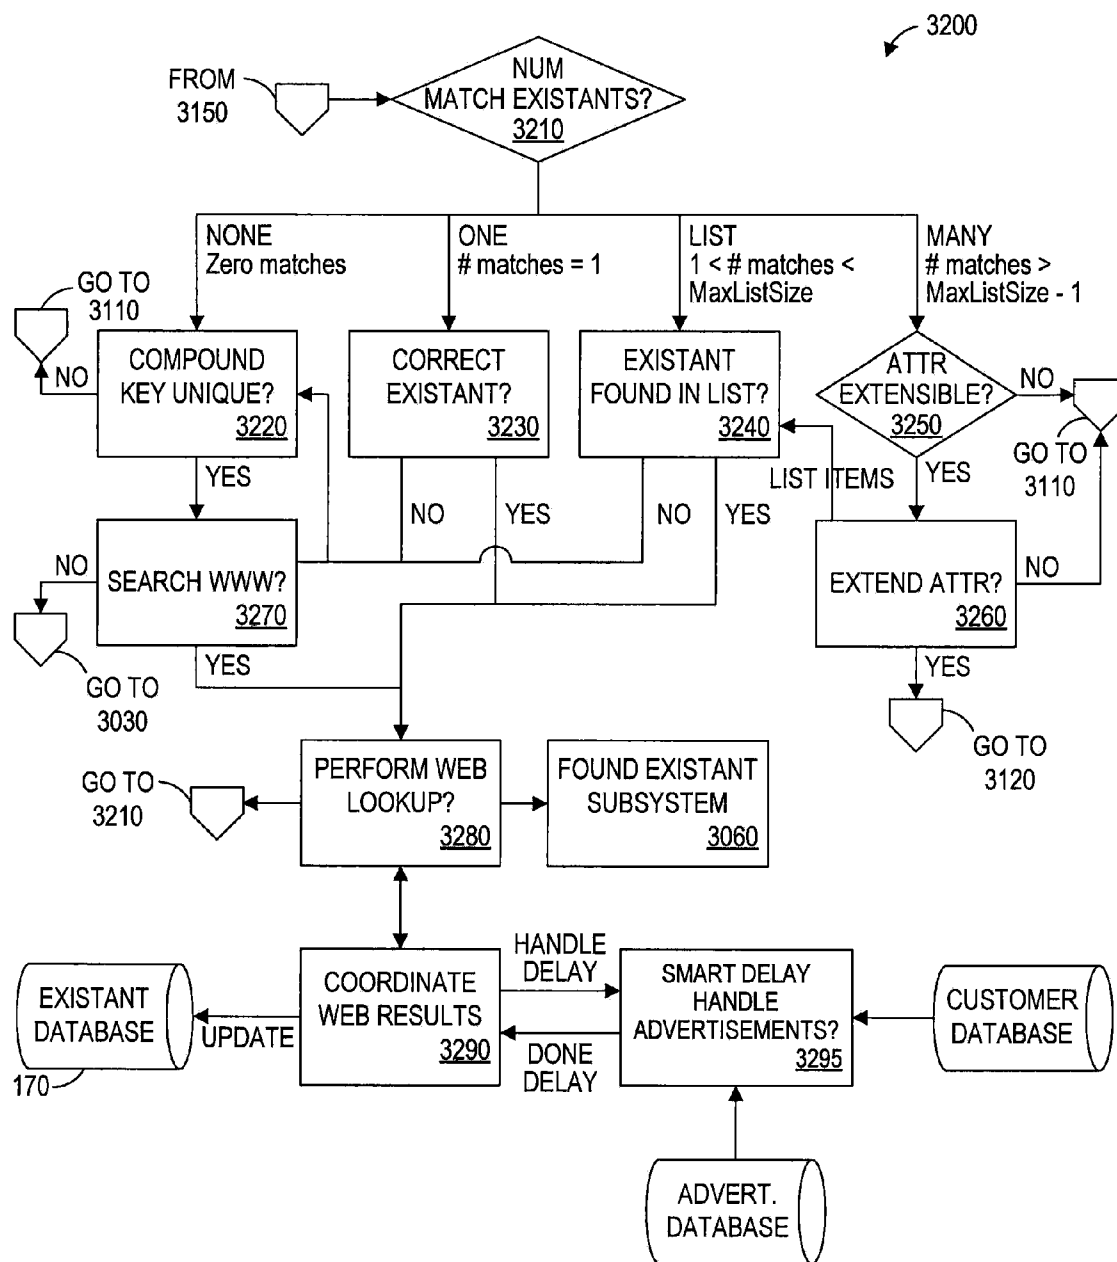 3200
FROM
3150
NUM
MATCH EXISTANTS?
3210
NONE
Zero matches
ONE
# matches = 1
LIST
1 < # matches <
MaxListSize
MANY
# matches >
MaxListSize - 1
GO TO
3110
NO
COMPOUND
KEY UNIQUE?
3220
CORRECT
EXISTANT?
3230
EXISTANT
FOUND IN LIST?
3240
ATTR
EXTENSIBLE?
3250
NO
GO TO
3110
YES
NO
YES
NO
YES
LIST ITEMS
YES
NO
SEARCH WWW?
3270
EXTEND ATTR?
3260
NO
GO TO
3030
YES
YES
GO TO
3120
GO TO
3210
PERFORM WEB
LOOKUP?
3280
FOUND EXISTANT
SUBSYSTEM
3060
EXISTANT
DATABASE
170
UPDATE
COORDINATE
WEB RESULTS
3290
HANDLE
DELAY
DONE
DELAY
SMART DELAY
HANDLE
ADVERTISEMENTS?
3295
CUSTOMER
DATABASE
ADVERT.
DATABASE